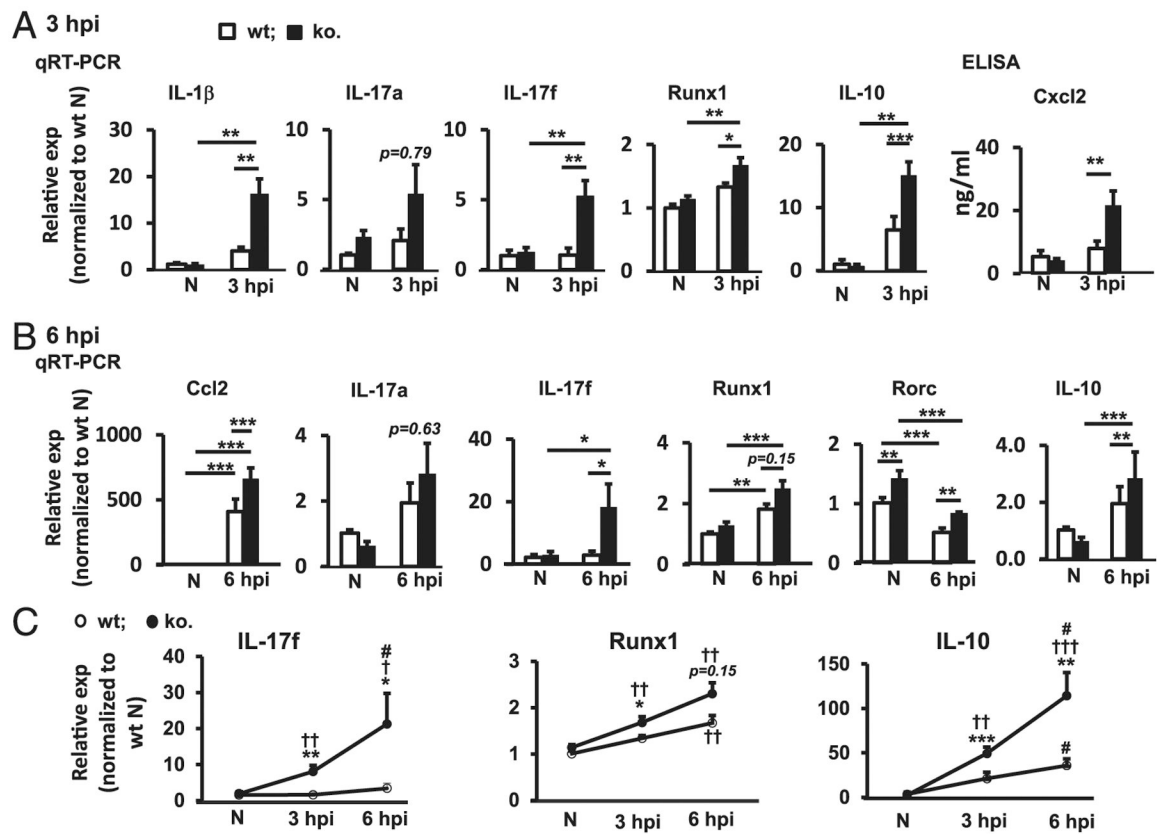 A 3 hpi
wt; ko.
qRT-PCR ELISA
IL-1β IL-17a IL-17f Runx1 IL-10 Cxcl2
Relative exp
(normalized to wt N)
30
20
10
0
**
**
N 3 hpi
10
5
0
p=0.79
N 3 hpi
10
5
0
**
**
N 3 hpi
2
1
0
**
*
N 3 hpi
20
10
0
**
***
N 3 hpi
ng/ml
40
20
0
**
N 3 hpi
B 6 hpi
qRT-PCR
Ccl2 IL-17a IL-17f Runx1 Rorc IL-10
Relative exp
(normalized to wt N)
1000
500
0
***
***
***
N 6 hpi
4
2
0
p=0.63
N 6 hpi
40
20
0
*
*
N 6 hpi
4
2
0
***
p=0.15
**
N 6 hpi
2
1
0
***
***
**
**
N 6 hpi
4.0
2.0
0.0
***
**
N 6 hpi
C wt; ko.
IL-17f Runx1 IL-10
Relative exp
(normalized to
wt N)
40
30
20
10
0
††
**
#
†
*
N 3 hpi 6 hpi
3
2
1
0
††
*
††
p=0.15
††
N 3 hpi 6 hpi
150
100
50
0
††
***
#
†††
**
#
N 3 hpi 6 hpi